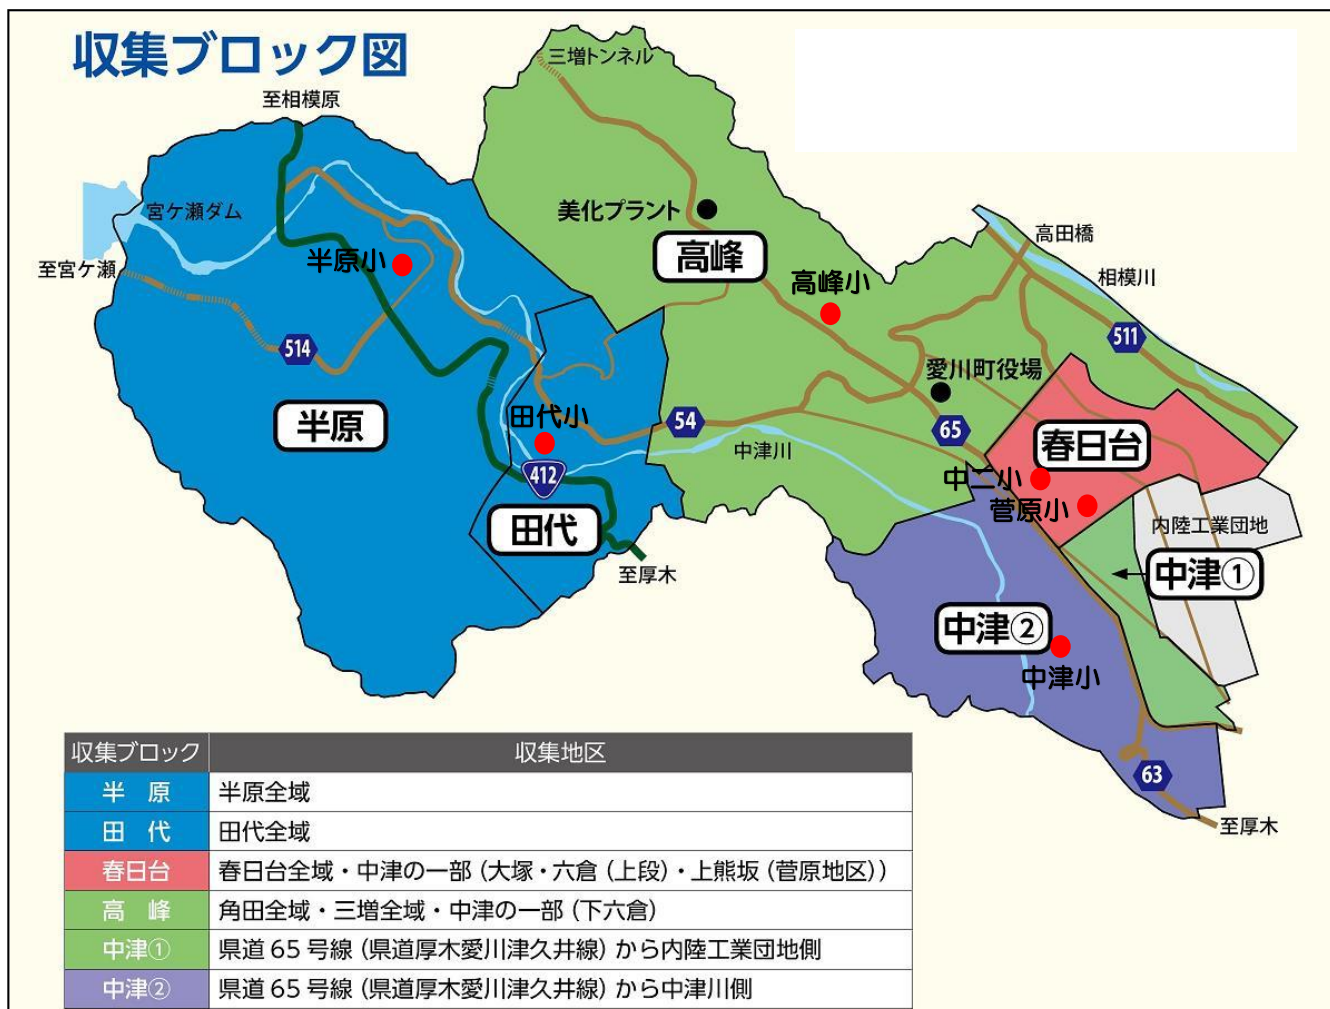 収集ブロック図
三増トンネル
至相模原
宮ケ瀬ダム
美化プラント
高田橋
至宮ケ瀬
半原小
高峰
相模川
高峰小
514
511
愛川町役場
半原
田代小
54
65
春日台
中津川
412
中二小
菅原小
田代
内陸工業団地
至厚木
中津①
中津②
中津小
63
至厚木
収集ブロック 収集地区
半 原 半原全域
田 代 田代全域
春日台 春日台全域・中津の一部（大塚・六倉（上段）・上熊坂（菅原地区））
高 峰 角田全域・三増全域・中津の一部（下六倉）
中津① 県道 65 号線（県道厚木愛川津久井線）から内陸工業団地側
中津② 県道 65 号線（県道厚木愛川津久井線）から中津川側